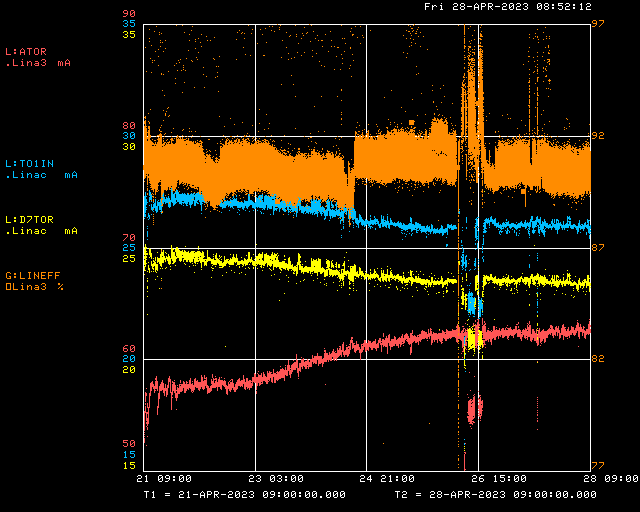 Fri 28-APR-2023 08:52:12
90
35
35
97
L:ATOR
.Lina3 mA
80
30
30
92
L:TO1IN
.Linac mA
L:D7TOR
.Linac mA
70
25
25
87
G:LINEFF
Lina3 %
60
20
20
82
50
15
15
77
21 09:00 23 03:00 24 21:00 26 15:00 28 09:00
T1 = 21-APR-2023 09:00:00.000 T2 = 28-APR-2023 09:00:00.000